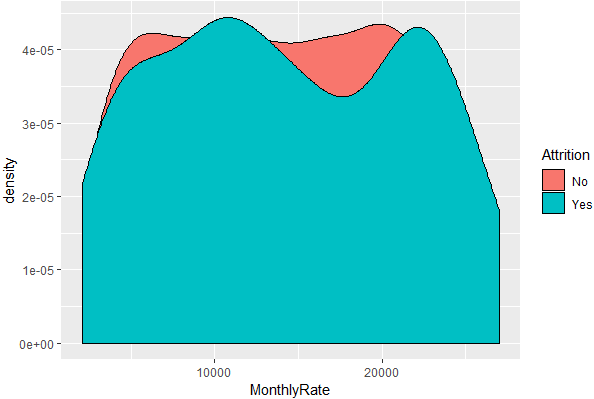 density
4e-05
3e-05
2e-05
1e-05
0e+00
10000 20000
MonthlyRate
Attrition
No
Yes